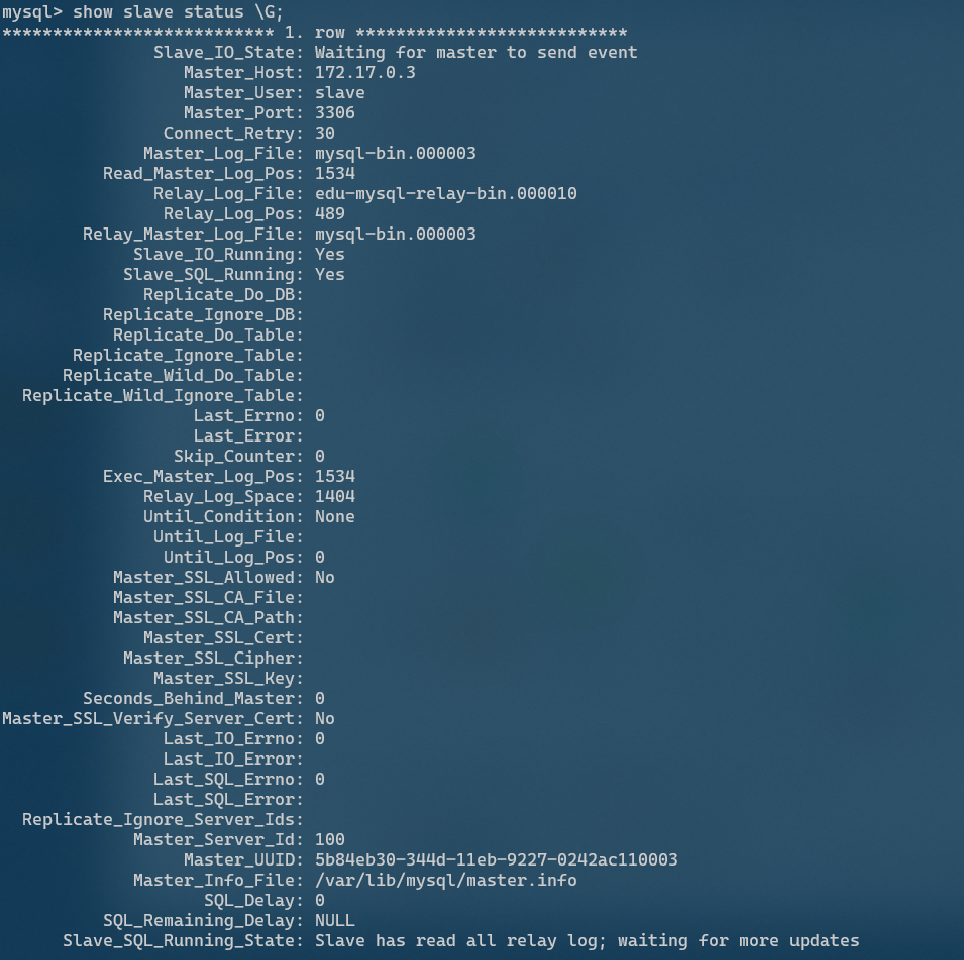 mysql> show slave status \G;
*************************** 1. row ***************************
Slave_IO_State: Waiting for master to send event
Master_Host: 172.17.0.3
Master_User: slave
Master_Port: 3306
Connect_Retry: 30
Master_Log_File: mysql-bin.000003
Read_Master_Log_Pos: 1534
Relay_Log_File: edu-mysql-relay-bin.000010
Relay_Log_Pos: 489
Relay_Master_Log_File: mysql-bin.000003
Slave_IO_Running: Yes
Slave_SQL_Running: Yes
Replicate_Do_DB:
Replicate_Ignore_DB:
Replicate_Do_Table:
Replicate_Ignore_Table:
Replicate_Wild_Do_Table:
Replicate_Wild_Ignore_Table:
Last_Errno: 0
Last_Error:
Skip_Counter: 0
Exec_Master_Log_Pos: 1534
Relay_Log_Space: 1404
Until_Condition: None
Until_Log_File:
Until_Log_Pos: 0
Master_SSL_Allowed: No
Master_SSL_CA_File:
Master_SSL_CA_Path:
Master_SSL_Cert:
Master_SSL_Cipher:
Master_SSL_Key:
Seconds_Behind_Master: 0
Master_SSL_Verify_Server_Cert: No
Last_IO_Errno: 0
Last_IO_Error:
Last_SQL_Errno: 0
Last_SQL_Error:
Replicate_Ignore_Server_Ids:
Master_Server_Id: 100
Master_UUID: 5b84eb30-344d-11eb-9227-0242ac110003
Master_Info_File: /var/lib/mysql/master.info
SQL_Delay: 0
SQL_Remaining_Delay: NULL
Slave_SQL_Running_State: Slave has read all relay log; waiting for more updates